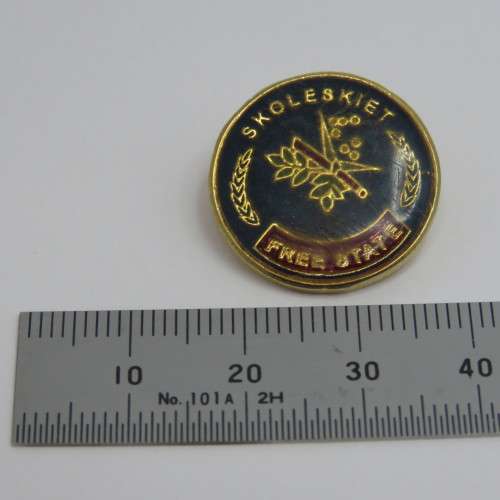 SKOLESKIET
FREE STATE
10 20 30 40
No. 101A 2H